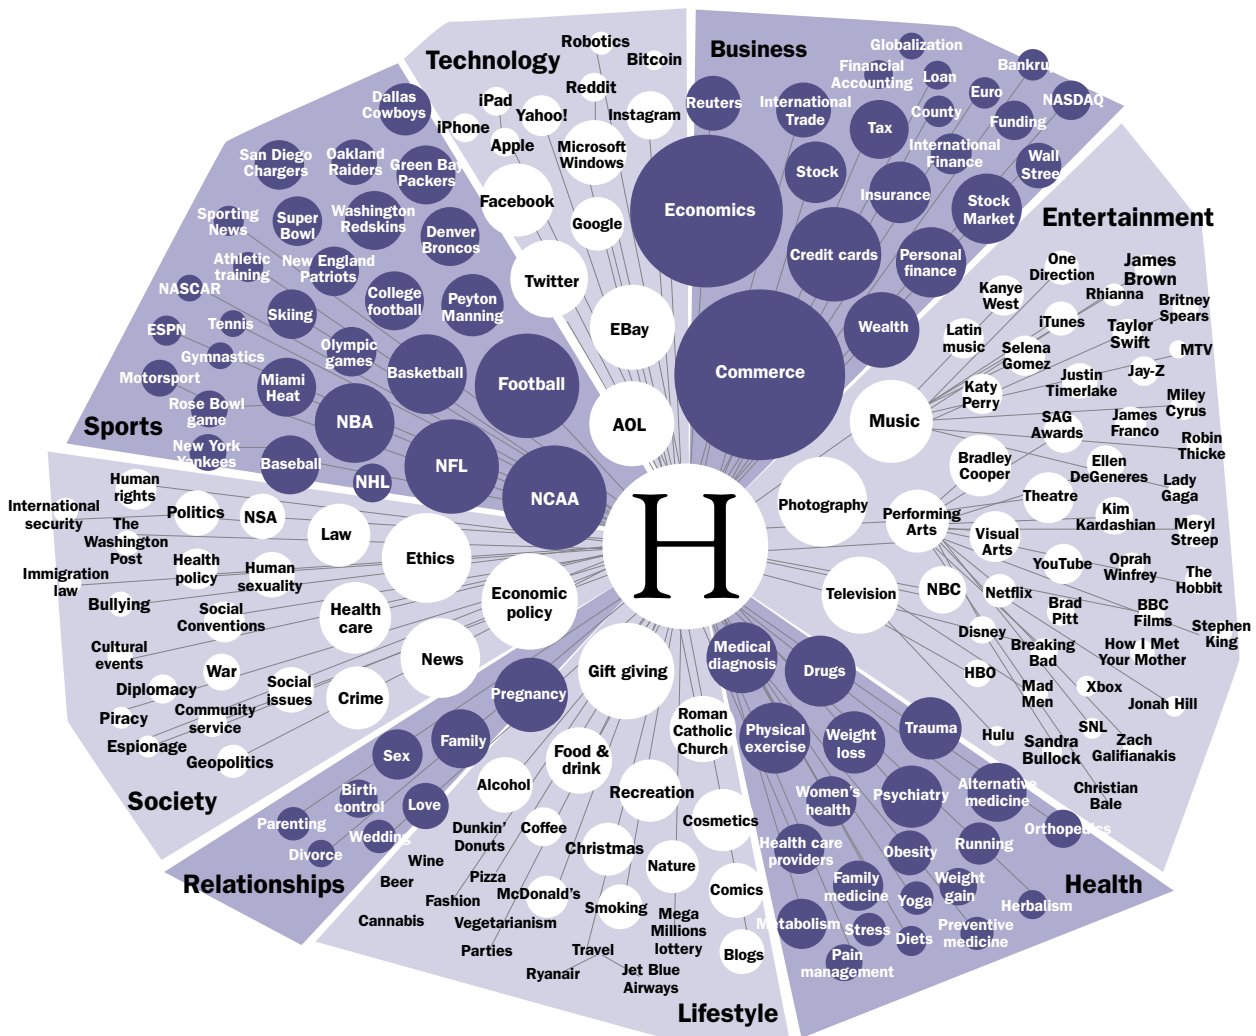 Technology
Robotics
Bitcoin
Reddit
iPad
Yahoo!
Instagram
iPhone
Apple
Microsoft
Windows
Facebook
Google
Twitter
EBay
AOL
Business
Globalization
Financial
Accounting
Loan
Bankru
Reuters
International
Trade
Euro
NASDAQ
County
Funding
Tax
International
Finance
Wall
Stree
Stock
Insurance
Stock
Market
Economics
Credit cards
Personal
finance
Wealth
Commerce
Entertainment
One
Direction
James
Brown
Kanye
West
Rhianna
Britney
Spears
iTunes
Latin
music
Taylor
Swift
Selena
Gomez
MTV
Jay-Z
Justin
Timerlake
Katy
Perry
Miley
Cyrus
Music
SAG
Awards
James
Franco
Robin
Thicke
Bradley
Cooper
Ellen
DeGeneres
Lady
Gaga
Photography
Theatre
Performing
Arts
Kim
Kardashian
Meryl
Streep
Visual
Arts
YouTube
Oprah
Winfrey
The
Hobbit
Television
NBC
Netflix
Brad
Pitt
BBC
Films
Stephen
King
Disney
Breaking
Bad
How I Met
Your Mother
HBO
Mad
Men
Xbox
Jonah Hill
Hulu
SNL
Sandra
Bullock
Zach
Galifianakis
Christian
Bale
Dallas
Cowboys
San Diego
Chargers
Oakland
Raiders
Green Bay
Packers
Sporting
News
Super
Bowl
Washington
Redskins
Denver
Broncos
Athletic
training
New England
Patriots
NASCAR
College
football
Peyton
Manning
Skiing
ESPN
Tennis
Olympic
games
Gymnastics
Motorsport
Miami
Heat
Basketball
Football
Rose Bowl
game
Sports
NBA
New York
Yankees
Baseball
NHL
NFL
NCAA
H
Human
rights
International
security
Politics
NSA
The
Washington
Post
Law
Ethics
Immigration
law
Health
policy
Human
sexuality
Bullying
Social
Conventions
Health
care
Economic
policy
Cultural
events
War
News
Diplomacy
Social
issues
Crime
Piracy
Community
service
Espionage
Geopolitics
Society
Pregnancy
Family
Sex
Birth
control
Love
Parenting
Wedding
Divorce
Relationships
Gift giving
Roman
Catholic
Church
Food &
drink
Alcohol
Recreation
Cosmetics
Dunkin’
Donuts
Coffee
Christmas
Wine
Nature
Beer
Pizza
McDonald’s
Comics
Fashion
Smoking
Cannabis
Vegetarianism
Mega
Millions
lottery
Parties
Travel
Blogs
Ryanair
Jet Blue
Airways
Lifestyle
Medical
diagnosis
Drugs
Physical
exercise
Weight
loss
Trauma
Women’s
health
Psychiatry
Alternative
medicine
Orthopedics
Health care
providers
Obesity
Running
Family
medicine
Weight
gain
Health
Yoga
Herbalism
Metabolism
Stress
Diets
Preventive
medicine
Pain
management